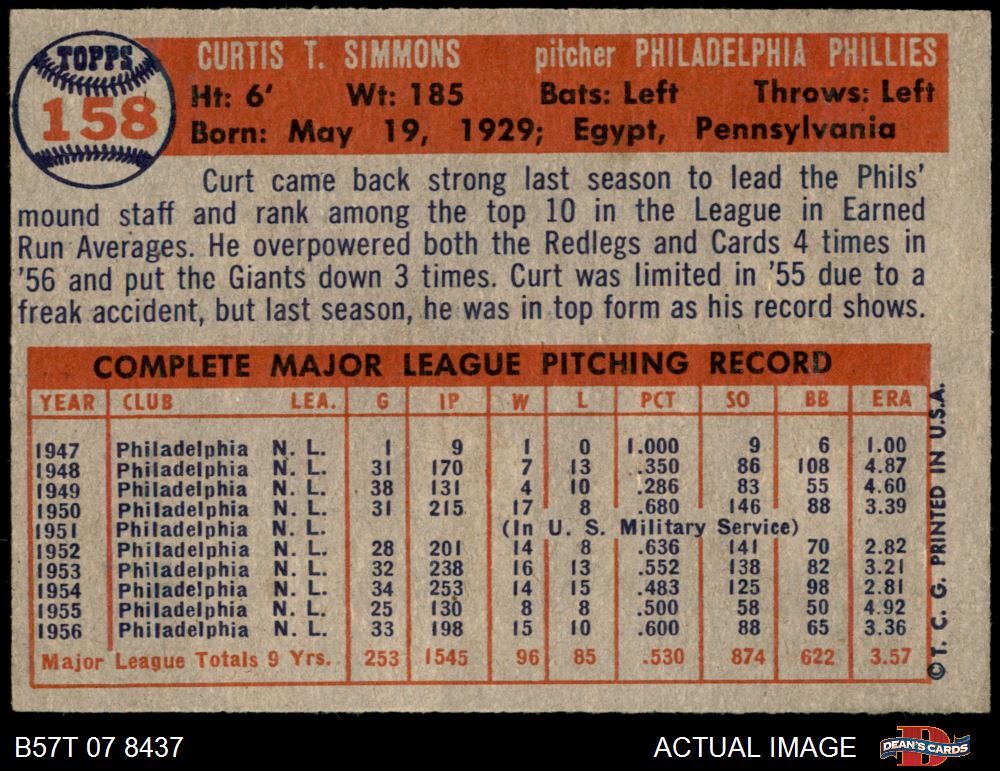 TOPPS
158
CURTIS T. SIMMONS pitcher PHILADELPHIA PHILLIES
Ht: 6' Wt: 185 Bats: Left Throws: Left
Born: May 19, 1929; Egypt, Pennsylvania
Curt came back strong last season to lead the Phils'
mound staff and rank among the top 10 in the League in Earned
Run Averages. He overpowered both the Redlegs and Cards 4 times in
'56 and put the Giants down 3 times. Curt was limited in '55 due to a
freak accident, but last season, he was in top form as his record shows.
COMPLETE MAJOR LEAGUE PITCHING RECORD
YEAR CLUB LEA. G IP W L PCT SO BB ERA
1947 Philadelphia N. L. 1 9 1 0 1.000 9 6 1.00
1948 Philadelphia N. L. 31 170 7 13 .350 86 108 4.87
1949 Philadelphia N. L. 38 131 4 10 .286 83 55 4.60
1950 Philadelphia N. L. 31 215 17 8 .680 146 88 3.39
1951 Philadelphia N. L. (In U. S. Military Service)
1952 Philadelphia N. L. 28 201 14 8 .636 141 70 2.82
1953 Philadelphia N. L. 32 238 16 13 .552 138 82 3.21
1954 Philadelphia N. L. 34 253 14 15 .483 125 98 2.81
1955 Philadelphia N. L. 25 130 8 8 .500 58 50 4.92
1956 Philadelphia N. L. 33 198 15 10 .600 88 65 3.36
Major League Totals 9 Yrs. 253 1545 96 85 .530 874 622 3.57
© T. C. G. PRINTED IN U.S.A.
B57T 07 8437 ACTUAL IMAGE
D
DEAN'S CARDS